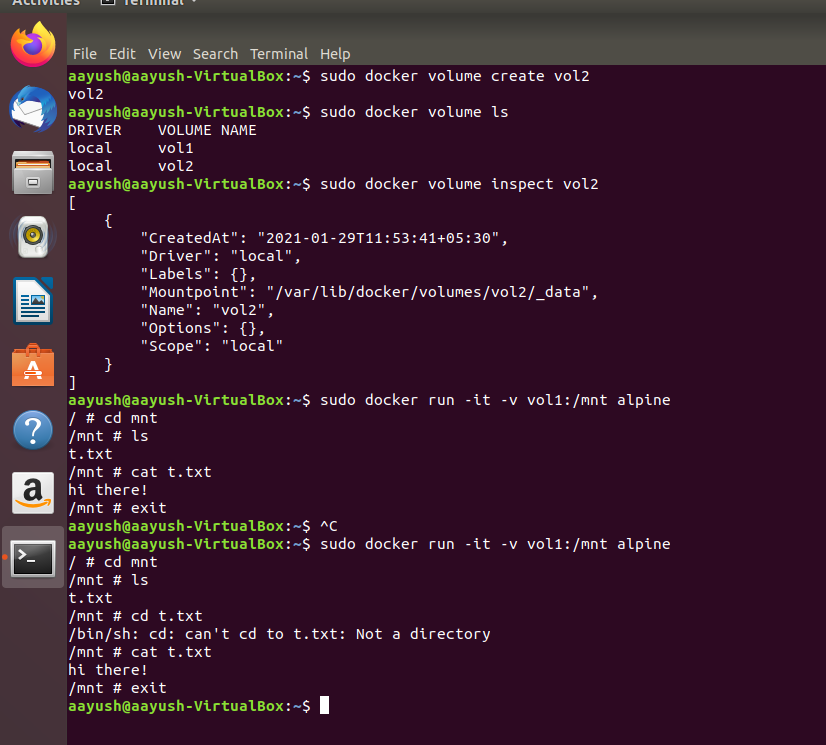 Activities Terminal
File Edit View Search Terminal Help
aayush@aayush-VirtualBox:~$ sudo docker volume create vol2
vol2
aayush@aayush-VirtualBox:~$ sudo docker volume ls
DRIVER    VOLUME NAME
local     vol1
local     vol2
aayush@aayush-VirtualBox:~$ sudo docker volume inspect vol2
[
    {
        "CreatedAt": "2021-01-29T11:53:41+05:30",
        "Driver": "local",
        "Labels": {},
        "Mountpoint": "/var/lib/docker/volumes/vol2/_data",
        "Name": "vol2",
        "Options": {},
        "Scope": "local"
    }
]
aayush@aayush-VirtualBox:~$ sudo docker run -it -v vol1:/mnt alpine
/ # cd mnt
/mnt # ls
t.txt
/mnt # cat t.txt
hi there!
/mnt # exit
aayush@aayush-VirtualBox:~$ ^C
aayush@aayush-VirtualBox:~$ sudo docker run -it -v vol1:/mnt alpine
/ # cd mnt
/mnt # ls
t.txt
/mnt # cd t.txt
/bin/sh: cd: can't cd to t.txt: Not a directory
/mnt # cat t.txt
hi there!
/mnt # exit
aayush@aayush-VirtualBox:~$